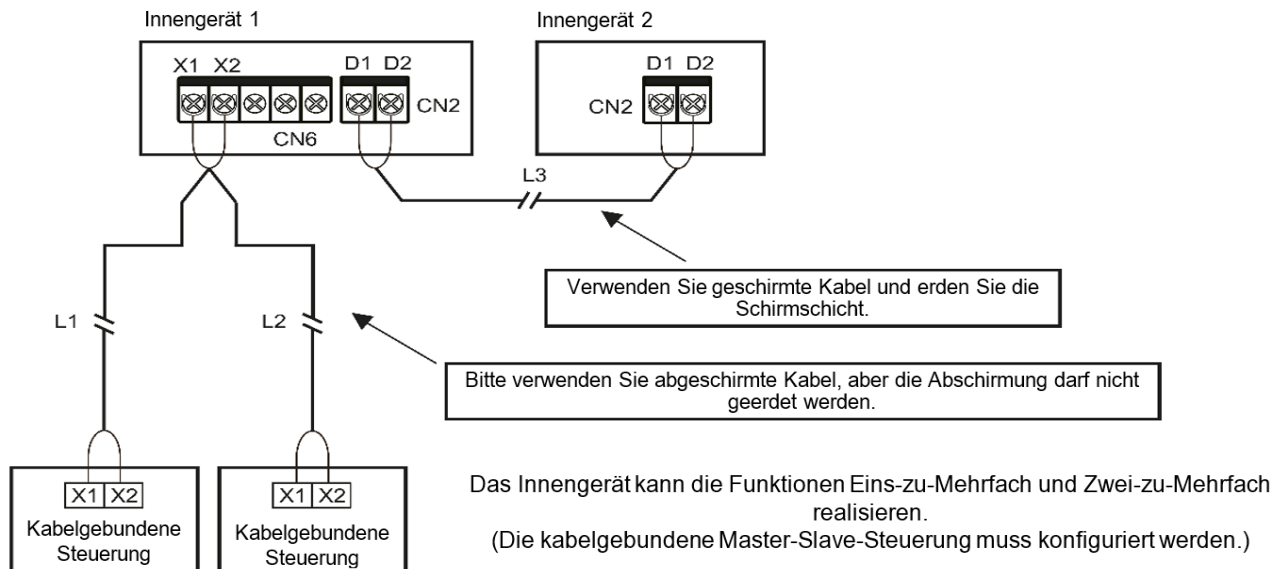 Innengerät 1
Innengerät 2
X1 X2
D1 D2
CN2
CN6
D1 D2
CN2
L3
Verwenden Sie geschirmte Kabel und erden Sie die
Schirmschicht.
L1
L2
Bitte verwenden Sie abgeschirmte Kabel, aber die Abschirmung darf nicht
geerdet werden.
X1 X2
Kabelgebundene
Steuerung
X1 X2
Kabelgebundene
Steuerung
Das Innengerät kann die Funktionen Eins-zu-Mehrfach und Zwei-zu-Mehrfach
realisieren.
(Die kabelgebundene Master-Slave-Steuerung muss konfiguriert werden.)